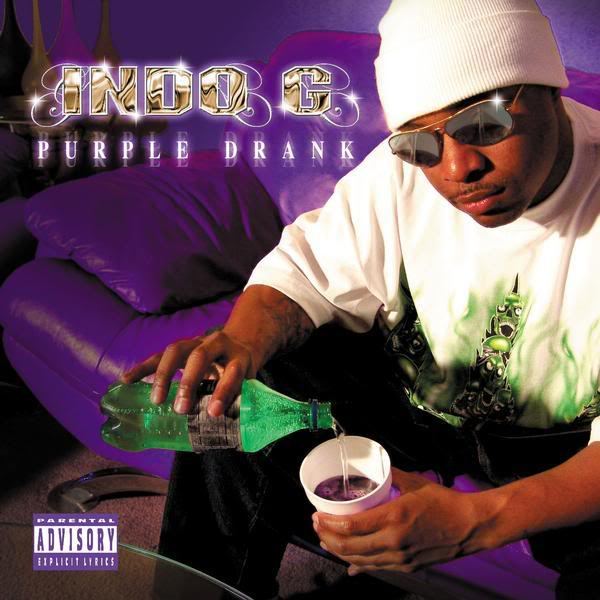 INDO G
PURPLE DRANK
PARENTAL
ADVISORY
EXPLICIT LYRICS